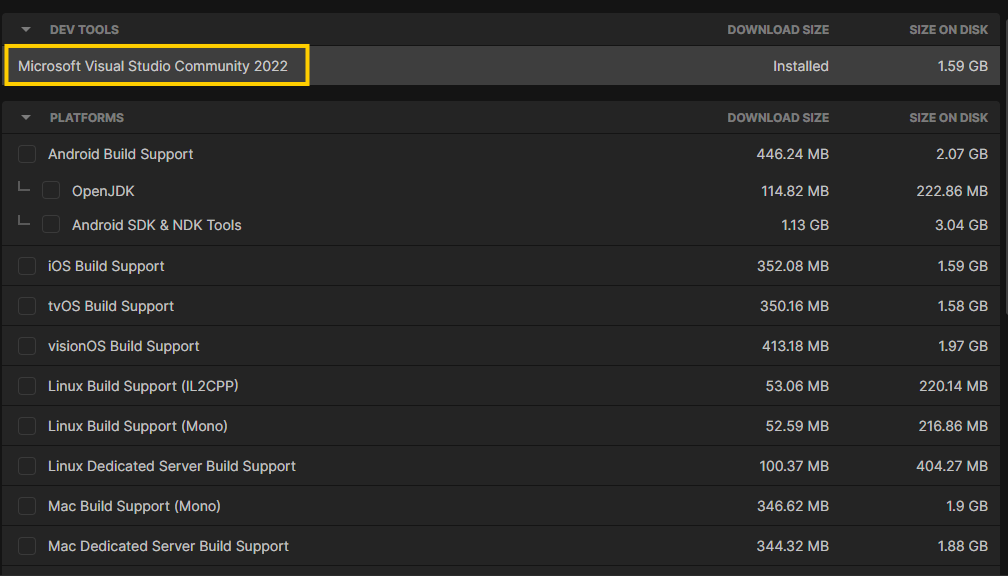 DEV TOOLS DOWNLOAD SIZE SIZE ON DISK
Microsoft Visual Studio Community 2022 Installed 1.59 GB
PLATFORMS DOWNLOAD SIZE SIZE ON DISK
Android Build Support 446.24 MB 2.07 GB
OpenJDK 114.82 MB 222.86 MB
Android SDK & NDK Tools 1.13 GB 3.04 GB
iOS Build Support 352.08 MB 1.59 GB
tvOS Build Support 350.16 MB 1.58 GB
visionOS Build Support 413.18 MB 1.97 GB
Linux Build Support (IL2CPP) 53.06 MB 220.14 MB
Linux Build Support (Mono) 52.59 MB 216.86 MB
Linux Dedicated Server Build Support 100.37 MB 404.27 MB
Mac Build Support (Mono) 346.62 MB 1.9 GB
Mac Dedicated Server Build Support 344.32 MB 1.88 GB